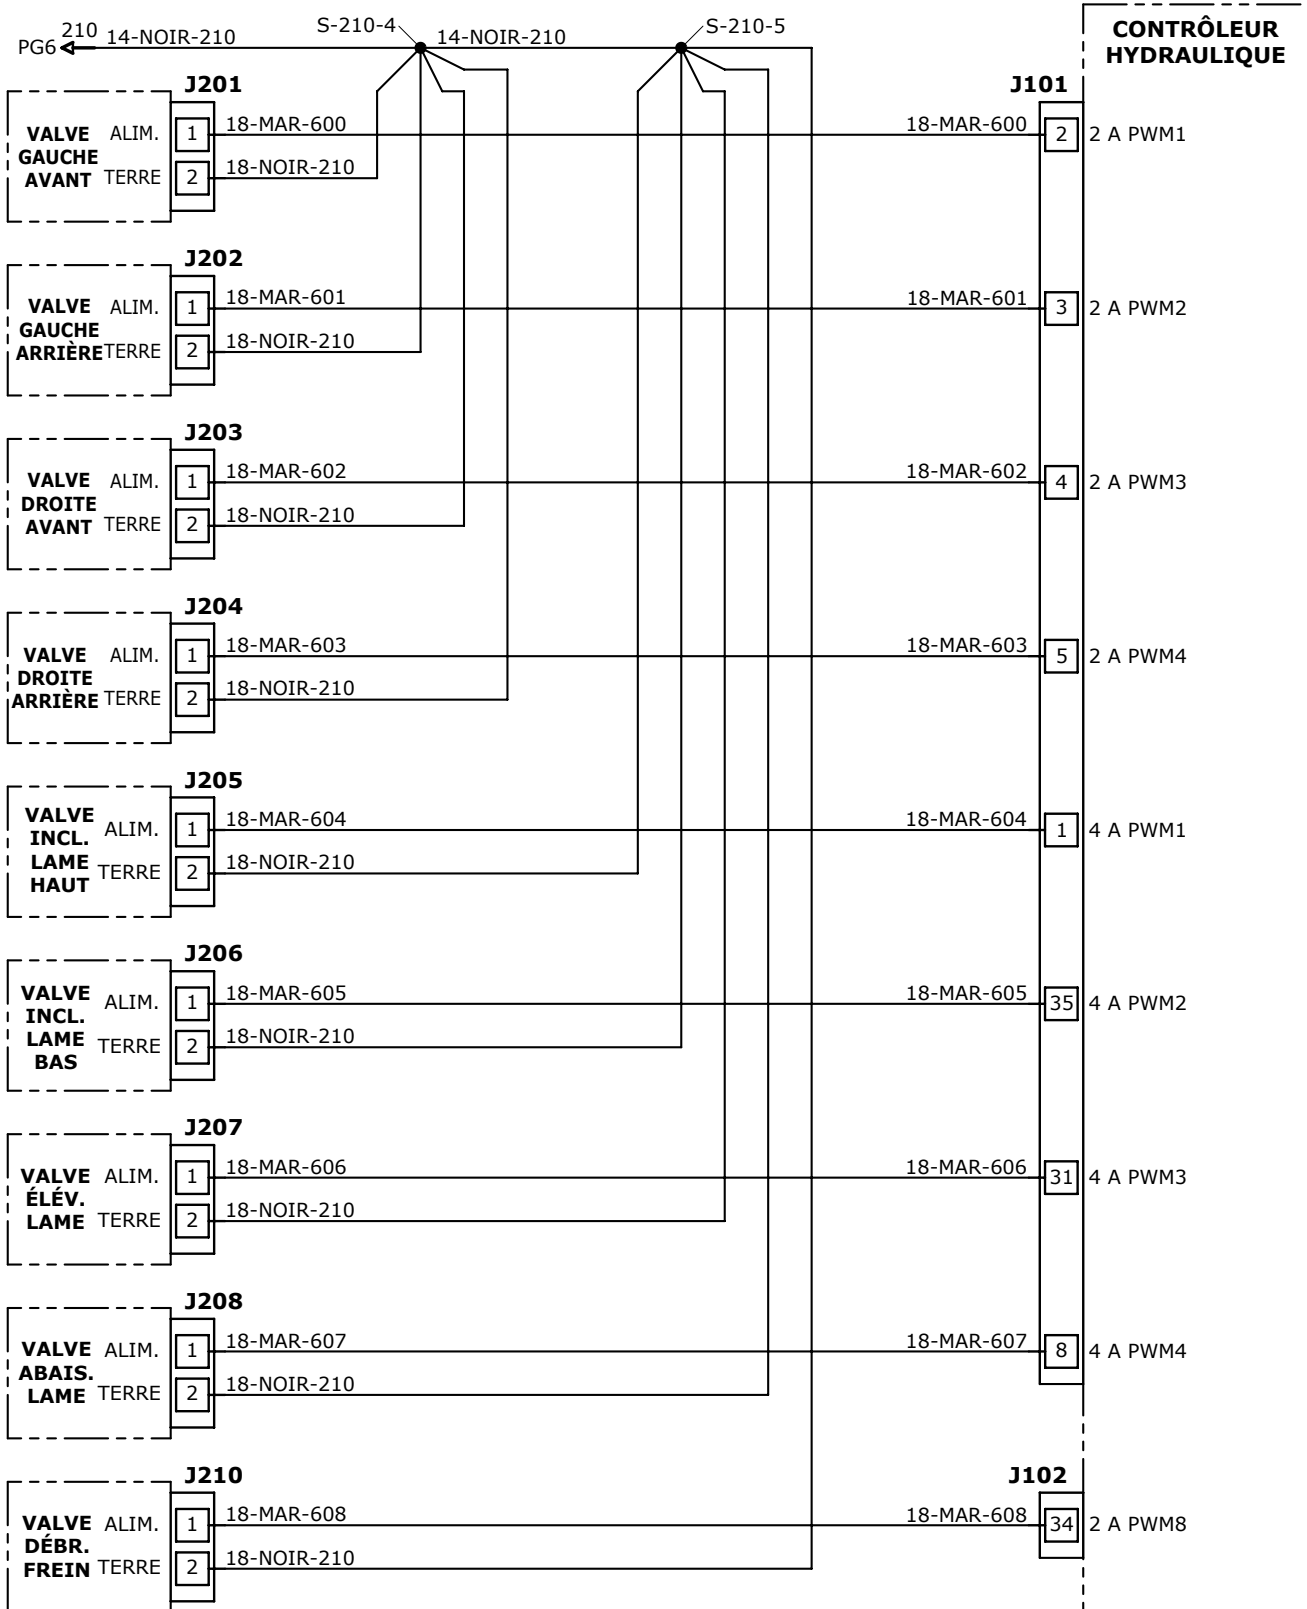 CONTRÔLEUR
HYDRAULIQUE
PG6 210 14-NOIR-210 S-210-4 14-NOIR-210 S-210-5
J201 J101
VALVE
GAUCHE
AVANT
ALIM. 1 18-MAR-600 18-MAR-600 2 2 A PWM1
TERRE 2 18-NOIR-210
J202
VALVE
GAUCHE
ARRIÈRE
ALIM. 1 18-MAR-601 18-MAR-601 3 2 A PWM2
TERRE 2 18-NOIR-210
J203
VALVE
DROITE
AVANT
ALIM. 1 18-MAR-602 18-MAR-602 4 2 A PWM3
TERRE 2 18-NOIR-210
J204
VALVE
DROITE
ARRIÈRE
ALIM. 1 18-MAR-603 18-MAR-603 5 2 A PWM4
TERRE 2 18-NOIR-210
J205
VALVE
INCL.
LAME
HAUT
ALIM. 1 18-MAR-604 18-MAR-604 1 4 A PWM1
TERRE 2 18-NOIR-210
J206
VALVE
INCL.
LAME
BAS
ALIM. 1 18-MAR-605 18-MAR-605 35 4 A PWM2
TERRE 2 18-NOIR-210
J207
VALVE
ÉLÉV.
LAME
ALIM. 1 18-MAR-606 18-MAR-606 31 4 A PWM3
TERRE 2 18-NOIR-210
J208
VALVE
ABAIS.
LAME
ALIM. 1 18-MAR-607 18-MAR-607 8 4 A PWM4
TERRE 2 18-NOIR-210
J210 J102
VALVE
DÉBR.
FREIN
ALIM. 1 18-MAR-608 18-MAR-608 34 2 A PWM8
TERRE 2 18-NOIR-210